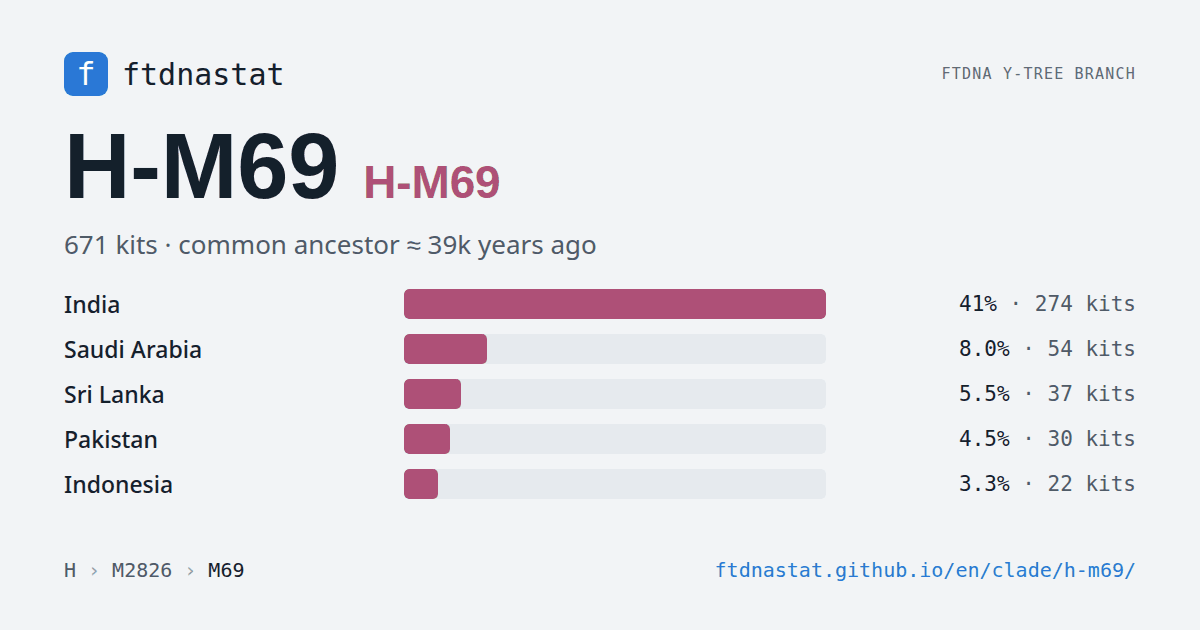 f ftdnastat
FTDNA Y-TREE BRANCH
H-M69 H-M69
671 kits · common ancestor ≈ 39k years ago
India 41% · 274 kits
Saudi Arabia 8.0% · 54 kits
Sri Lanka 5.5% · 37 kits
Pakistan 4.5% · 30 kits
Indonesia 3.3% · 22 kits
H › M2826 › M69
ftdnastat.github.io/en/clade/h-m69/